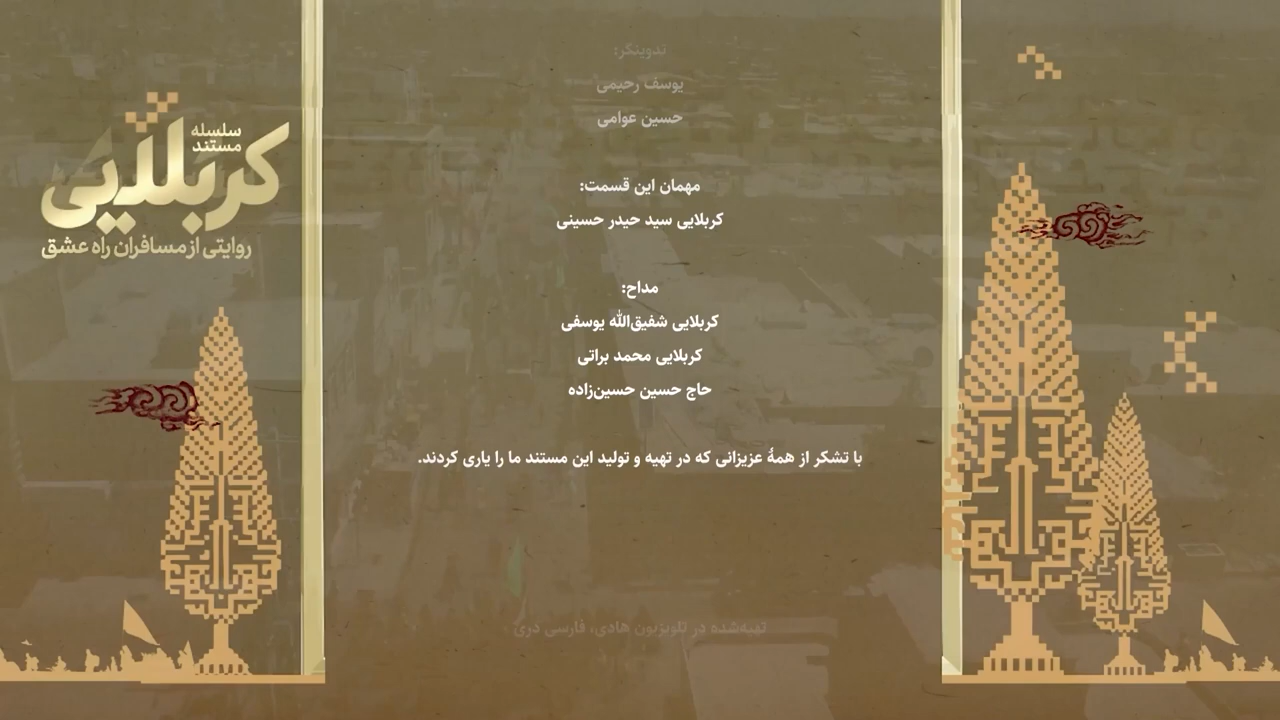 سلسله
مستند
کربلایی
روایتی از مسافران راه عشق
تدوینگر:
یوسف رحیمی
حسین عوامی
مهمان این قسمت:
کربلایی سید حیدر حسینی
مداح:
کربلایی شفیق‌الله یوسفی
کربلایی محمد براتی
حاج حسین حسین‌زاده
با تشکر از همهٔ عزیزانی که در تهیه و تولید این مستند ما را یاری کردند.
تهیه‌شده در تلویزیون هادی، فارسی دری